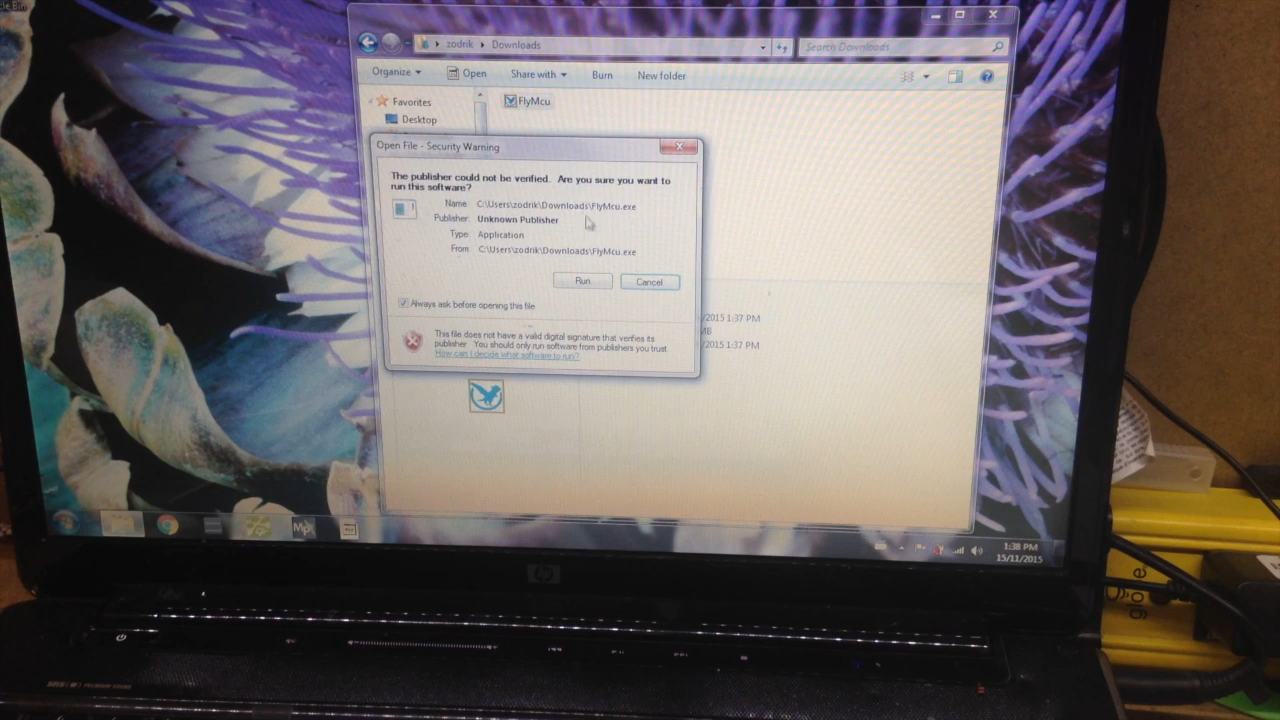 cle Bin
zodrik Downloads
Search Downloads
Organize Open Share with Burn New folder
Favorites
Desktop
FlyMcu
Open File - Security Warning
The publisher could not be verified. Are you sure you want to
run this software?
Name: C:\Users\zodrik\Downloads\FlyMcu.exe
Publisher: Unknown Publisher
Type: Application
From: C:\Users\zodrik\Downloads\FlyMcu.exe
Run Cancel
Always ask before opening this file
This file does not have a valid digital signature that verifies its
publisher. You should only run software from publishers you trust.
How can I decide what software to run?
/2015 1:37 PM
MB
/2015 1:37 PM
1:38 PM
15/11/2015
hp